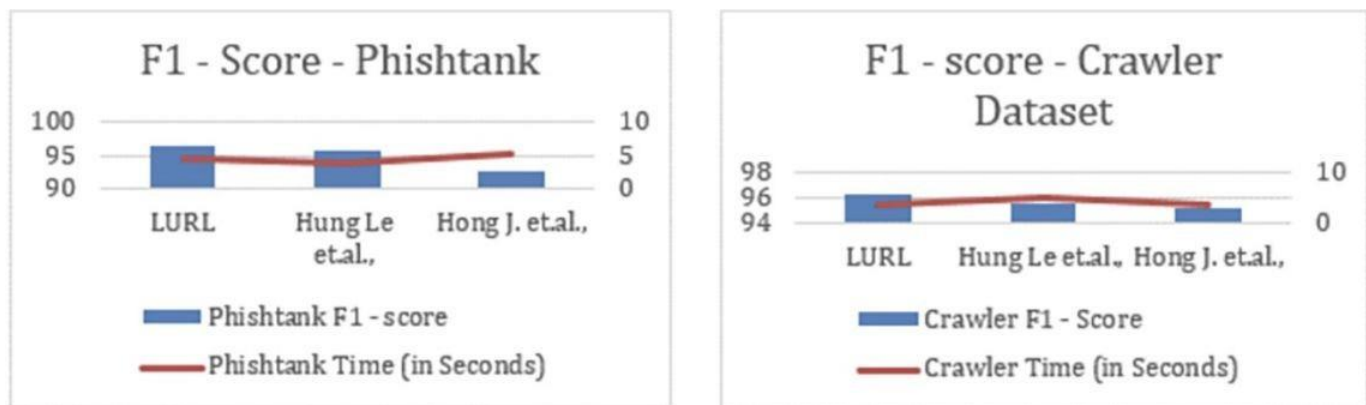 F1 - Score - Phishtank
100
95
90
10
5
0
LURL
Hung Le
et.al.,
Hong J. et.al.,
Phishtank F1 - score
Phishtank Time (in Seconds)
F1 - score - Crawler
Dataset
98
96
94
10
0
LURL
Hung Le et.al.,
Hong J. et.al.,
Crawler F1 - Score
Crawler Time (in Seconds)